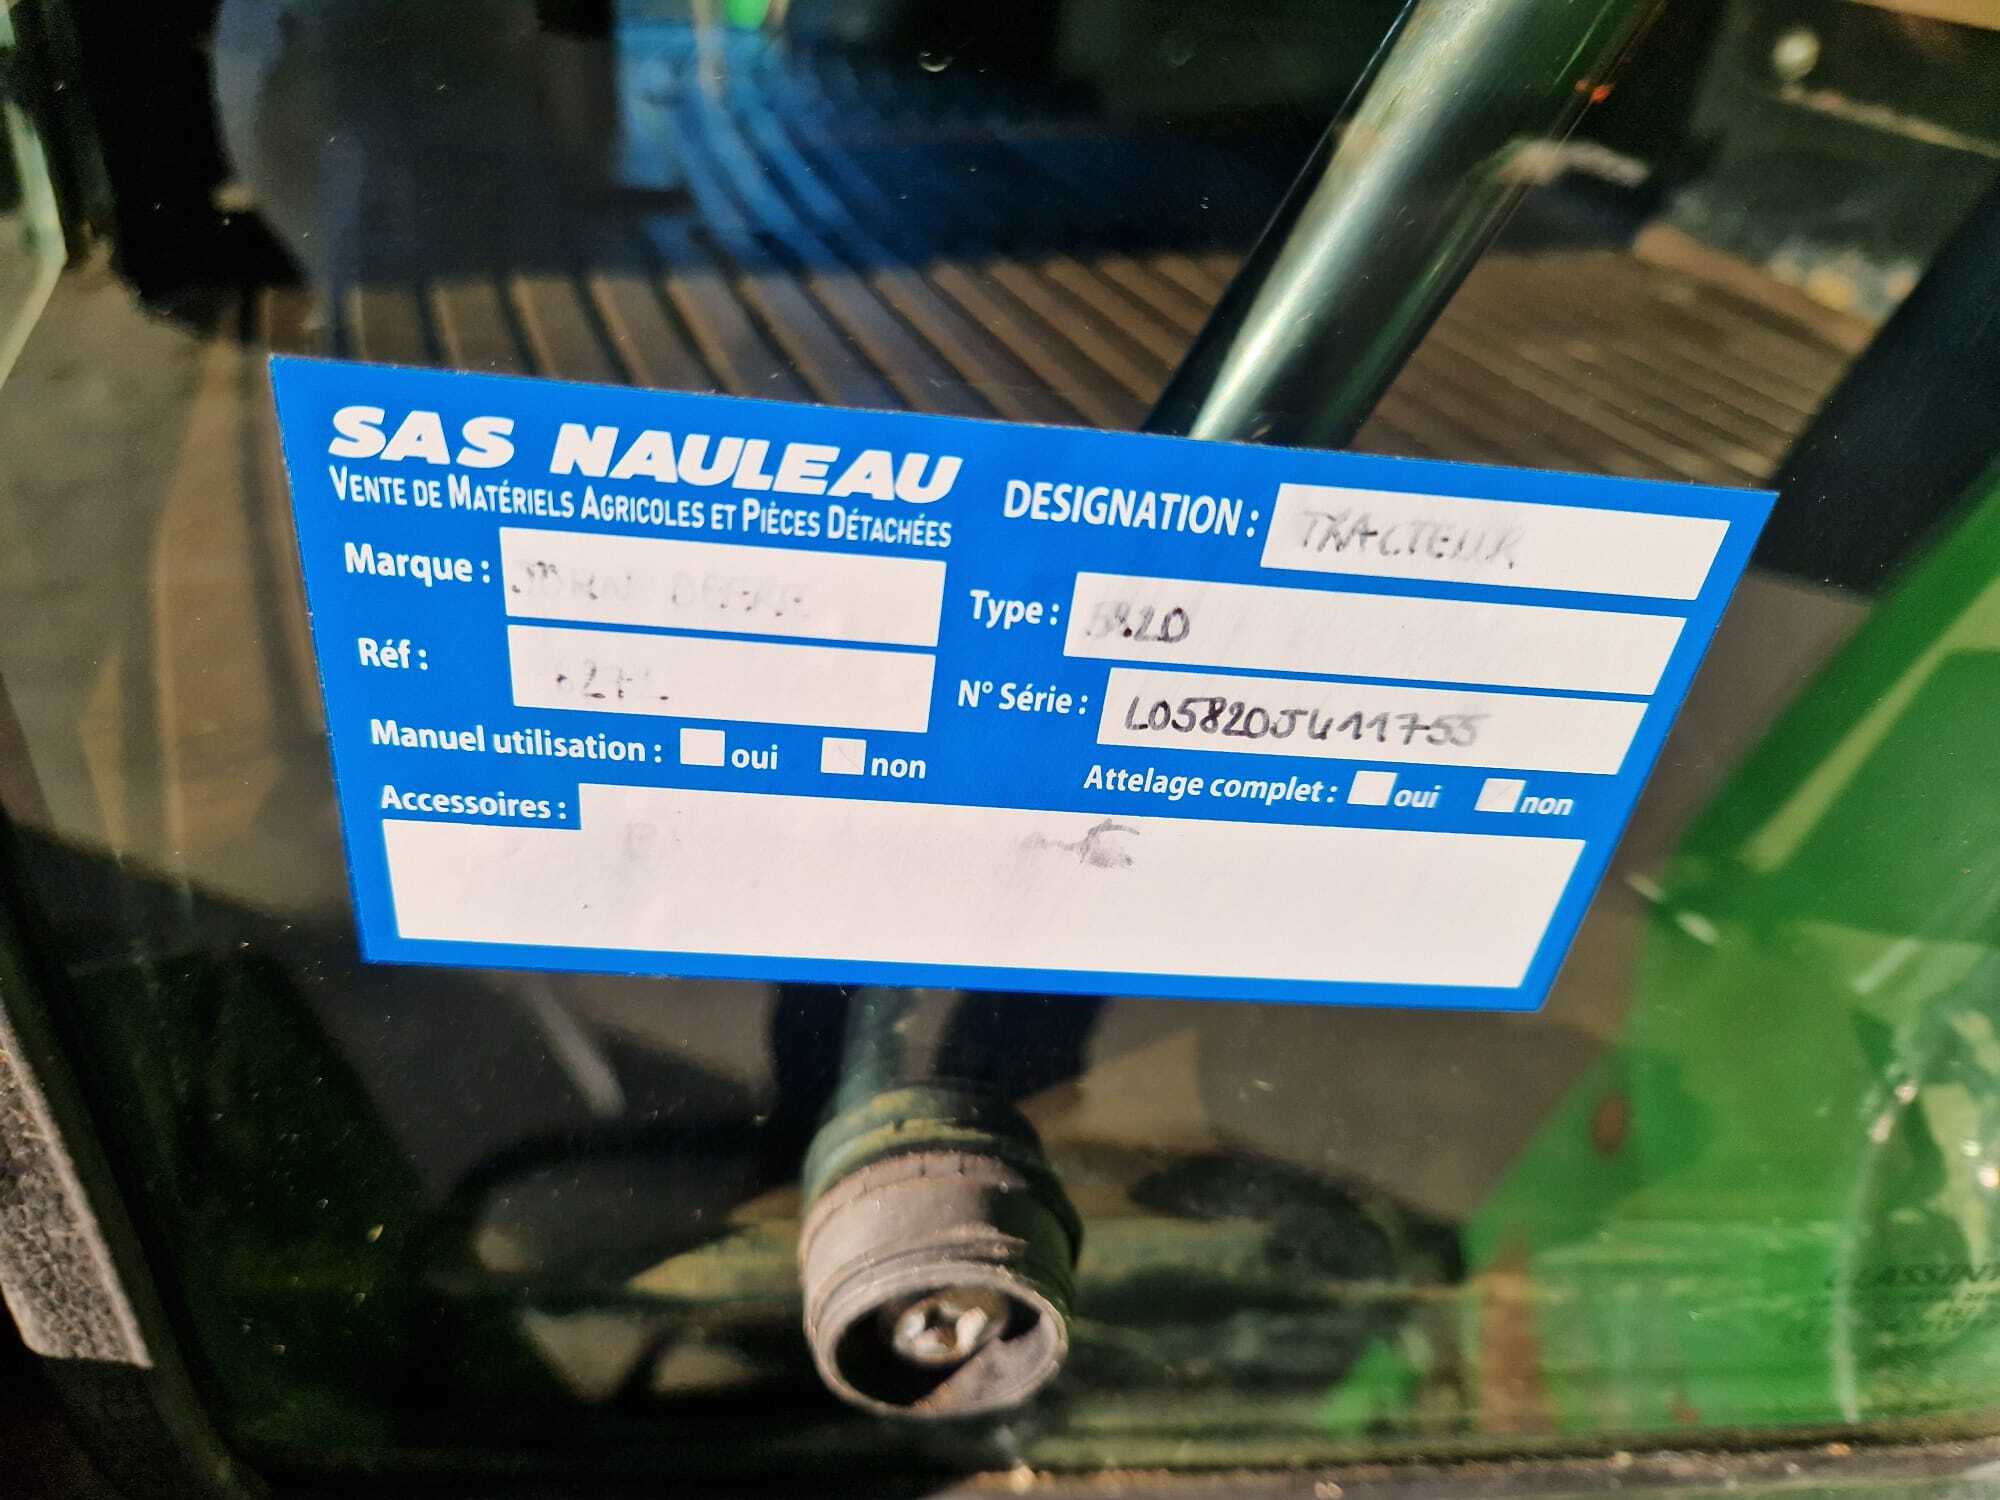 SAS NAULEAU
VENTE DE MATÉRIELS AGRICOLES ET PIÈCES DÉTACHÉES
DESIGNATION : TRACTEUR
Marque : JOHN DEERE
Type : 5820
Réf :
N° Série : L05820J411755
Manuel utilisation : oui non
Attelage complet : oui non
Accessoires :